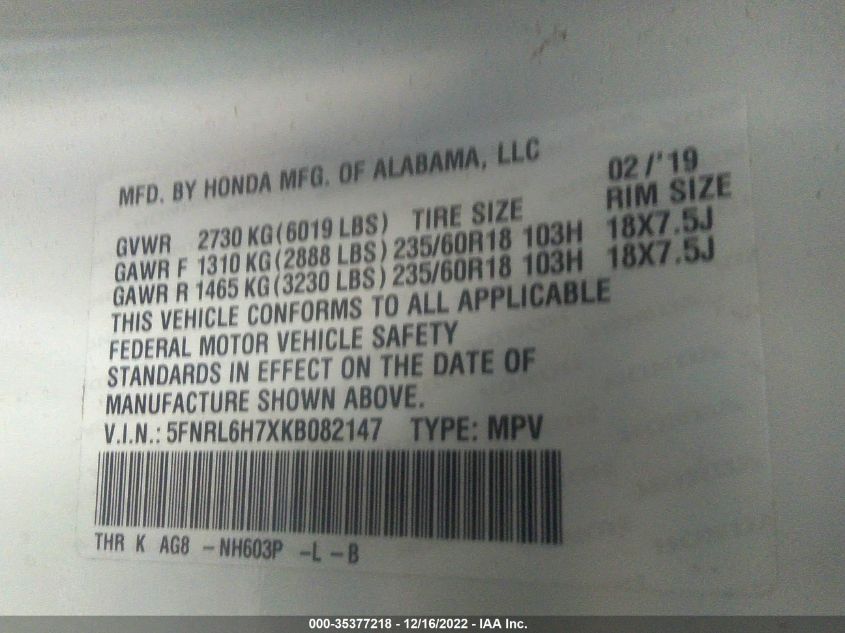 MFD. BY HONDA MFG. OF ALABAMA, LLC 02/'19
GVWR 2730 KG(6019 LBS) TIRE SIZE RIM SIZE
GAWR F 1310 KG(2888 LBS) 235/60R18 103H 18X7.5J
GAWR R 1465 KG(3230 LBS) 235/60R18 103H 18X7.5J
THIS VEHICLE CONFORMS TO ALL APPLICABLE
FEDERAL MOTOR VEHICLE SAFETY
STANDARDS IN EFFECT ON THE DATE OF
MANUFACTURE SHOWN ABOVE.
V.I.N.: 5FNRL6H7XKB082147 TYPE: MPV
THR K AG8 -NH603P -L -B
000-35377218 - 12/16/2022 - IAA Inc.